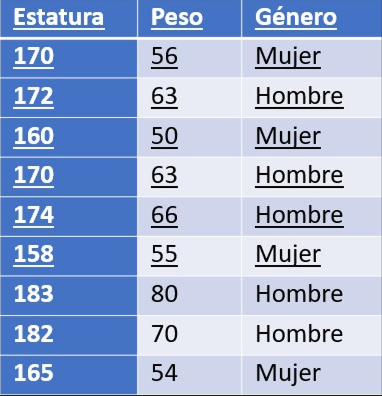 Estatura Peso Género
170 56 Mujer
172 63 Hombre
160 50 Mujer
170 63 Hombre
174 66 Hombre
158 55 Mujer
183 80 Hombre
182 70 Hombre
165 54 Mujer